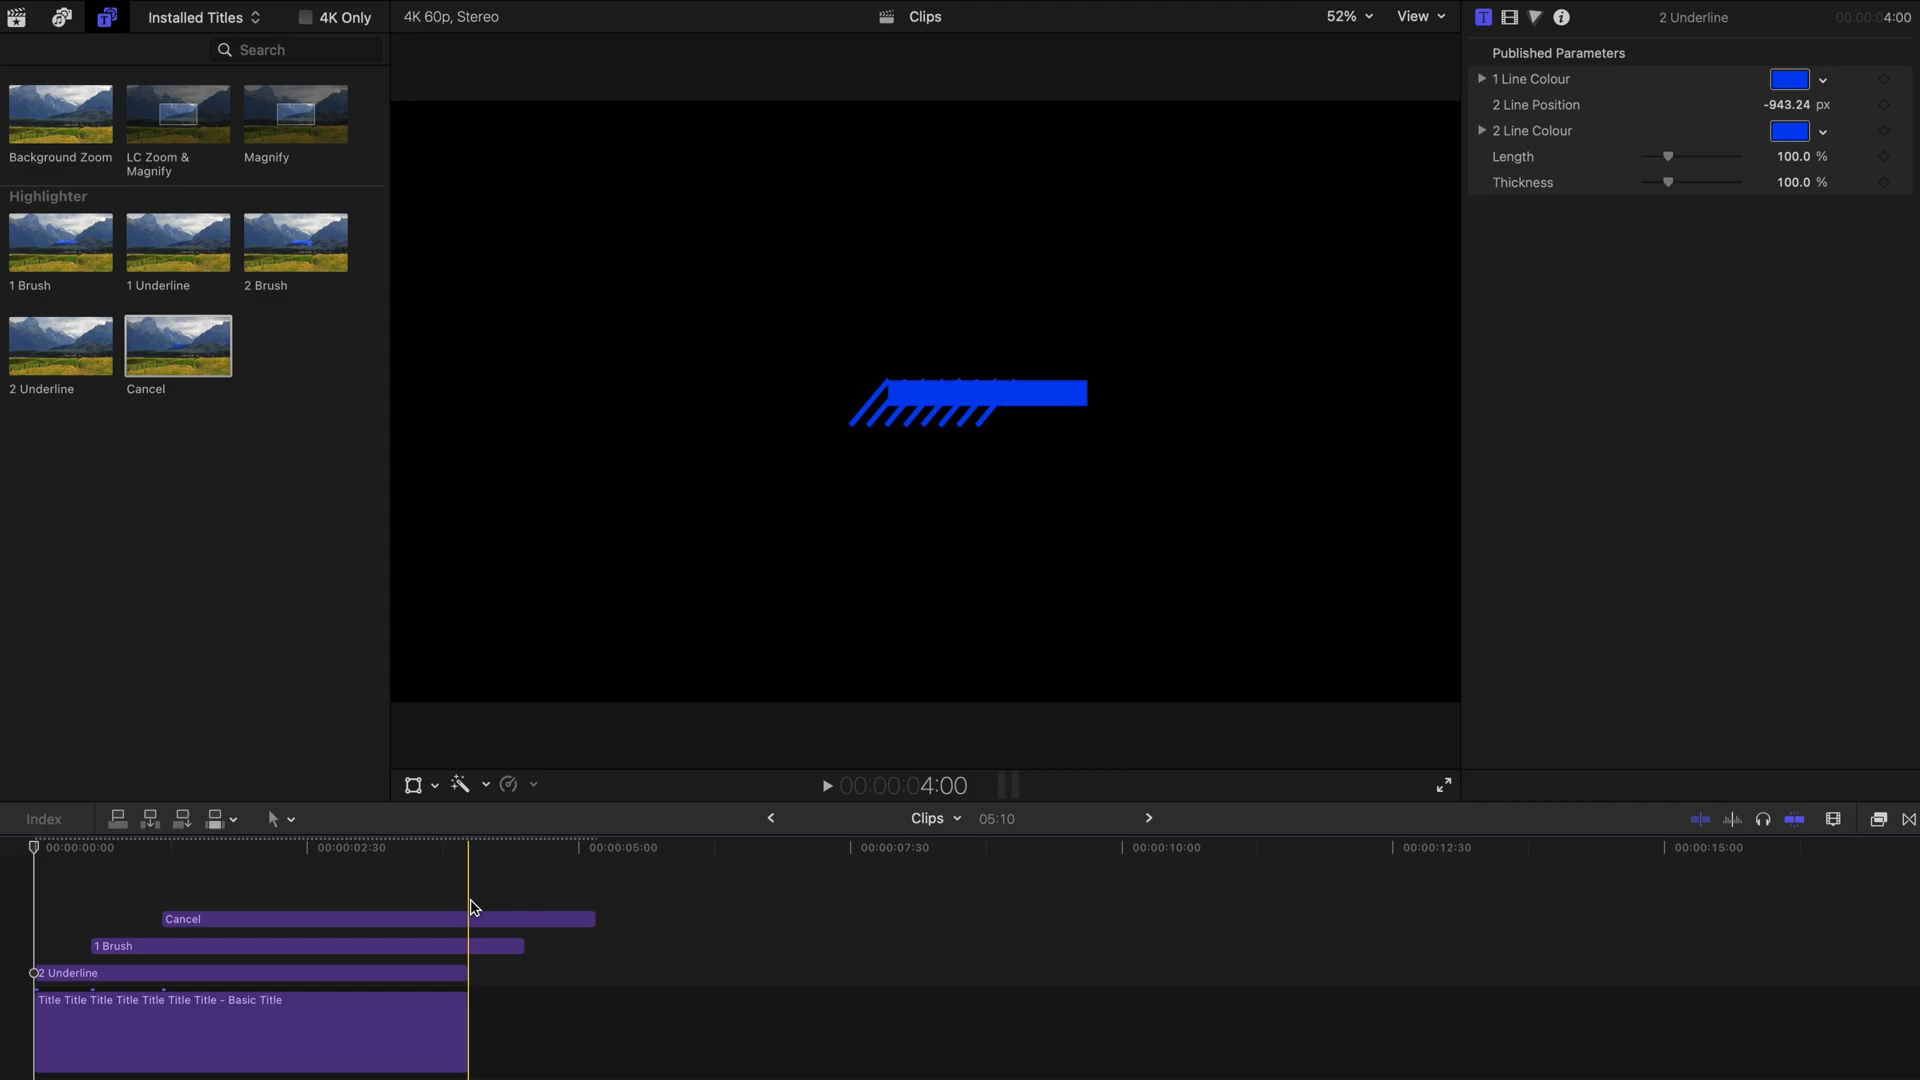 Installed Titles
4K Only
4K 60p, Stereo
Clips
52%
View
2 Underline
00:00:04:00
Search
Published Parameters
1 Line Colour
2 Line Position
-943.24 px
2 Line Colour
Length
100.0 %
Thickness
100.0 %
Background Zoom
LC Zoom &
Magnify
Magnify
Highlighter
1 Brush
1 Underline
2 Brush
2 Underline
Cancel
00:00:04:00
Index
Clips
05:10
00:00:00:00
00:00:02:30
00:00:05:00
00:00:07:30
00:00:10:00
00:00:12:30
00:00:15:00
Cancel
1 Brush
2 Underline
Title Title Title Title Title Title Title - Basic Title